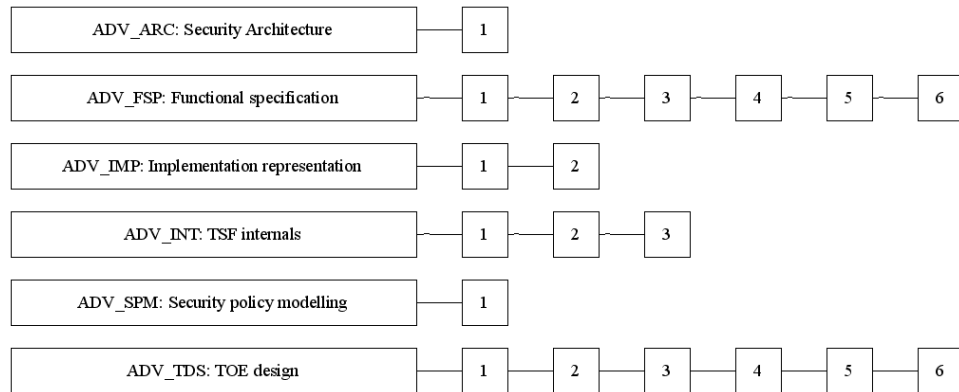 ADV_ARC: Security Architecture 1
ADV_FSP: Functional specification 1 2 3 4 5 6
ADV_IMP: Implementation representation 1 2
ADV_INT: TSF internals 1 2 3
ADV_SPM: Security policy modelling 1
ADV_TDS: TOE design 1 2 3 4 5 6